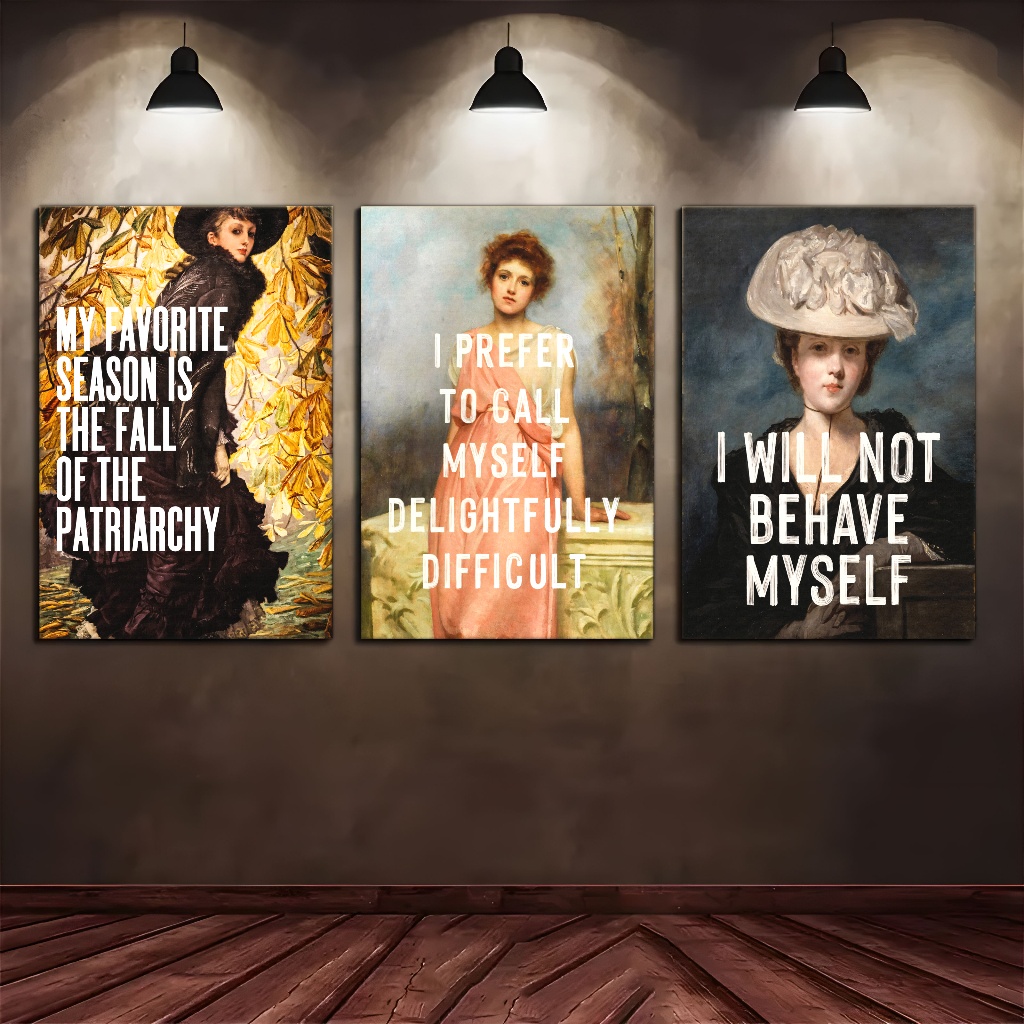 MY FAVORITE
SEASON IS
THE FALL
OF THE
PATRIARCHY
I PREFER
TO CALL
MYSELF
DELIGHTFULLY
DIFFICULT
I WILL NOT
BEHAVE
MYSELF